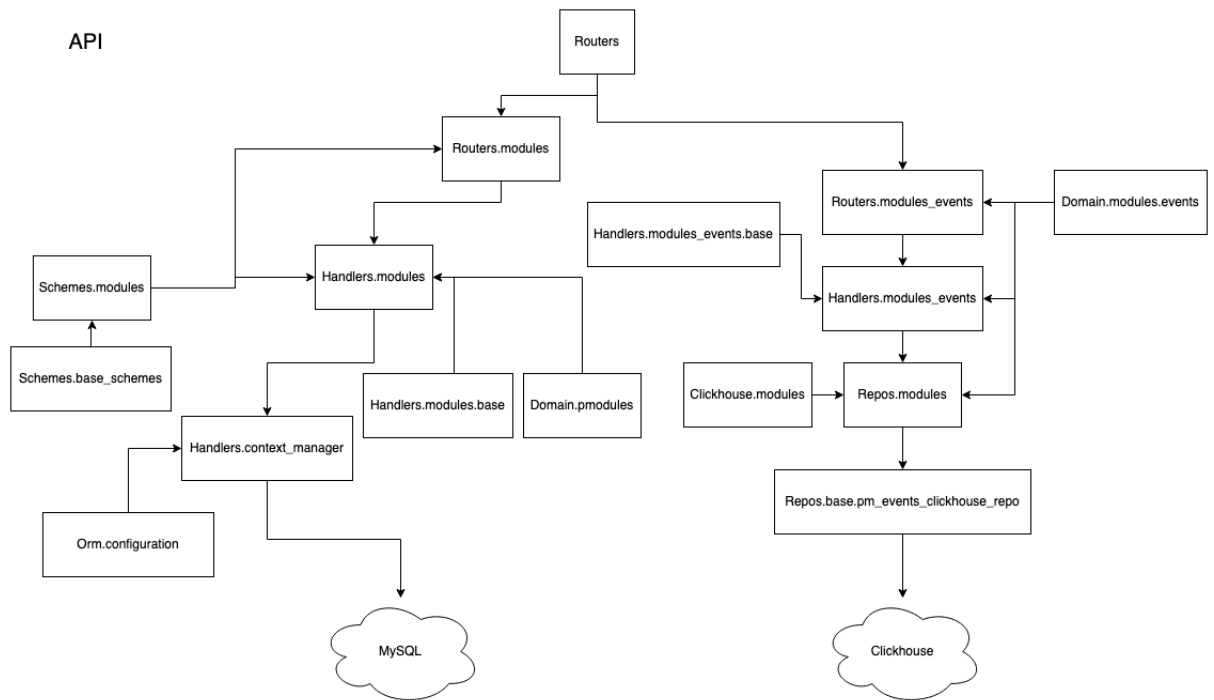 API
Routers
Routers.modules
Routers.modules_events
Domain.modules.events
Handlers.modules_events.base
Handlers.modules
Schemes.modules
Handlers.modules_events
Schemes.base_schemes
Handlers.modules.base
Domain.pmodules
Clickhouse.modules
Repos.modules
Handlers.context_manager
Repos.base.pm_events_clickhouse_repo
Orm.configuration
MySQL
Clickhouse